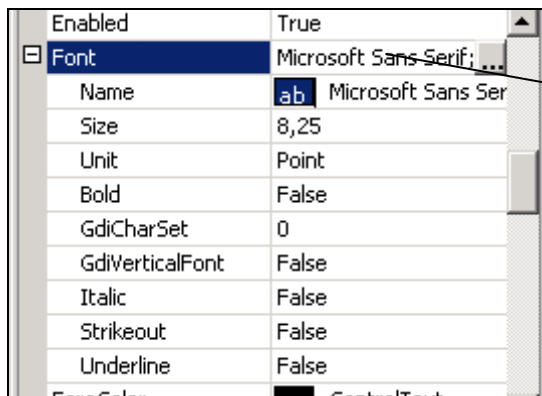 Enabled True
Font Microsoft Sans Serif; ...
Name ab Microsoft Sans Ser
Size 8,25
Unit Point
Bold False
GdiCharSet 0
GdiVerticalFont False
Italic False
Strikeout False
Underline False
ForeColor ControlText